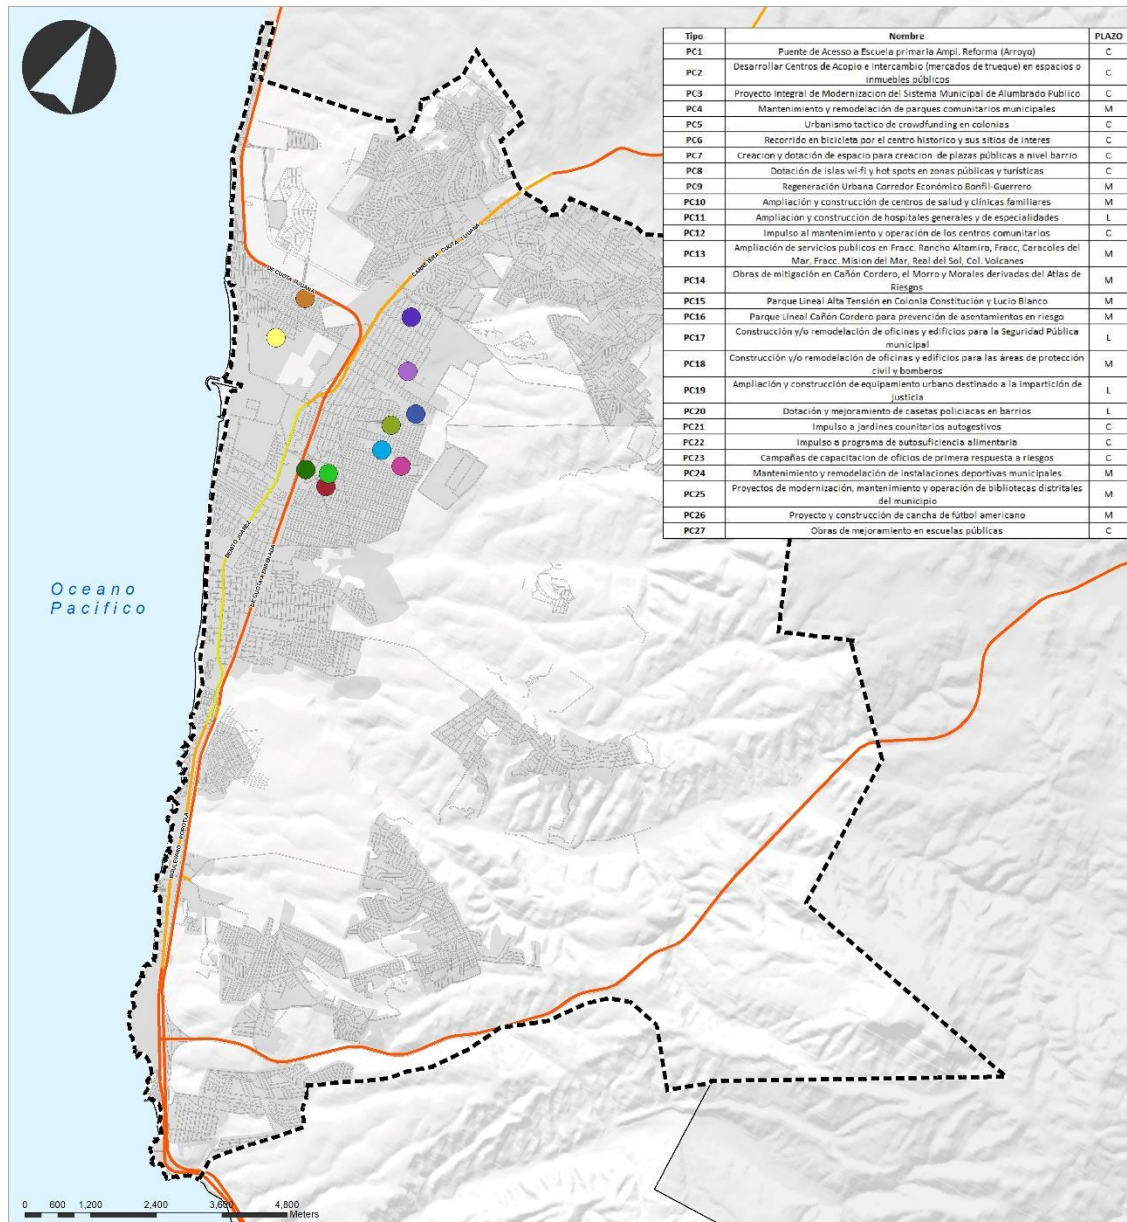 Tipo Nombre PLAZO
PC1 Puente de Acceso a Escuela primaria Ampl. Reforma (Arroyo) C
PC2 Desarrollar Centros de Acopio e Intercambio (mercados de trueque) en espacios o
inmuebles públicos C
PC3 Proyecto Integral de Modernizacion del Sistema Municipal de Alumbrado Publico C
PC4 Mantenimiento y remodelación de parques comunitarios municipales M
PC5 Urbanismo tactico de crowdfunding en colonias C
PC6 Recorrido en bicicleta por el centro historico y sus sitios de interes C
PC7 Creacion y dotación de espacio para creacion de plazas públicas a nivel barrio C
PC8 Dotación de islas wi-fi y hot spots en zonas públicas y turísticas C
PC9 Regeneración Urbana Corredor Económico Bonfil-Guerrero M
PC10 Ampliación y construcción de centros de salud y clínicas familiares M
PC11 Ampliación y construcción de hospitales generales y de especialidades L
PC12 Impulso al mantenimiento y operación de los centros comunitarios C
PC13 Ampliación de servicios publicos en Fracc. Rancho Altamira, Fracc, Caracoles del
Mar, Fracc. Mision del Mar, Real del Sol, Col. Volcanes M
PC14 Obras de mitigación en Cañón Cordero, el Morro y Morales derivadas del Atlas de
Riesgos M
PC15 Parque Lineal Alta Tensión en Colonia Constitución y Lucio Blanco M
PC16 Parque Lineal Cañón Cordero para prevención de asentamientos en riesgo M
PC17 Construcción y/o remodelación de oficinas y edificios para la Seguridad Pública
municipal L
PC18 Construcción y/o remodelación de oficinas y edificios para las áreas de protección
civil y bomberos M
PC19 Ampliación y construcción de equipamiento urbano destinado a la impartición de
justicia L
PC20 Dotación y mejoramiento de casetas policiacas en barrios L
PC21 Impulso a jardines counitarios autogestivos C
PC22 Impulso a programa de autosuficiencia alimentaria C
PC23 Campañas de capacitacion de oficios de primera respuesta a riesgos C
PC24 Mantenimiento y remodelación de instalaciones deportivas municipales M
PC25 Proyectos de modernización, mantenimiento y operación de bibliotecas distritales
del municipio M
PC26 Proyecto y construcción de cancha de fútbol americano M
PC27 Obras de mejoramiento en escuelas públicas C
CARRETERA CUOTA TIJUANA
DE CUOTA TIJUANA
BENITO JUAREZ
DE CUOTA A ENSENADA
Oceano
Pacifico
BOULEVARD POPOTLA
0 600 1,200 2,400 3,600 4,800
Meters